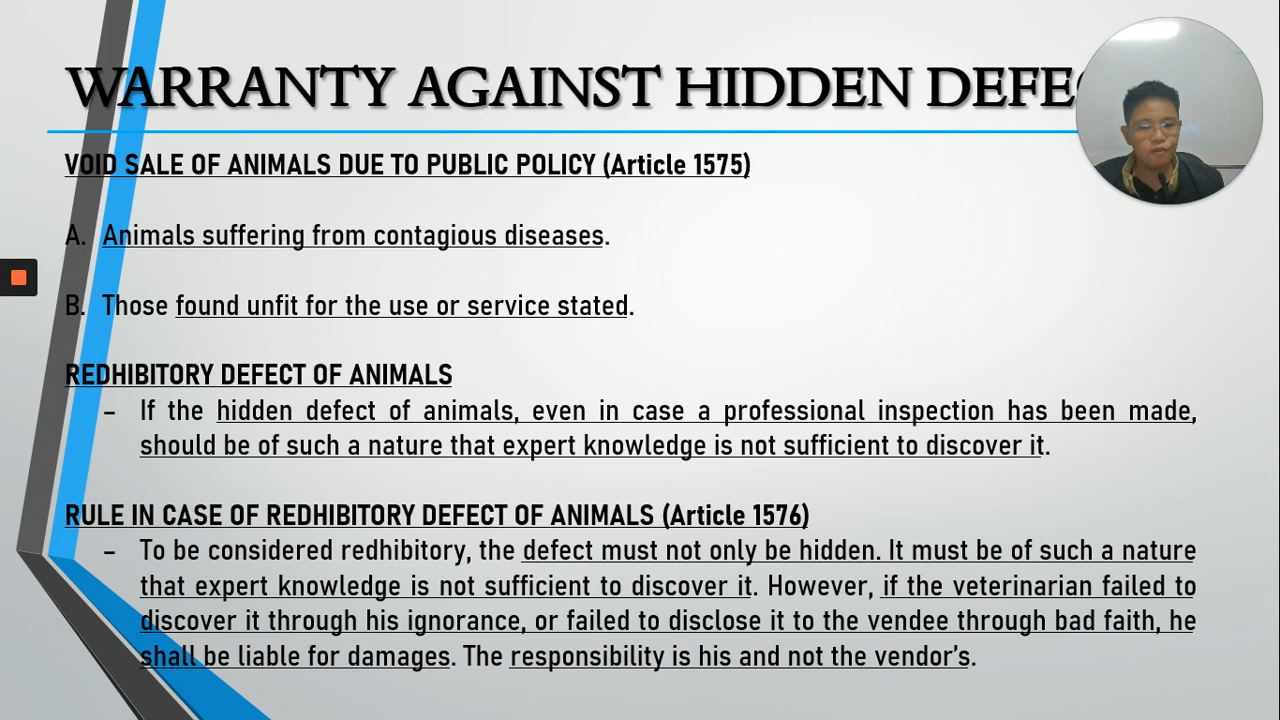 WARRANTY AGAINST HIDDEN
VOID SALE OF ANIMALS DUE TO PUBLIC POLICY (Article 1575)
A. Animals suffering from contagious diseases.
B. Those found unfit for the use or service stated.
REDHIBITORY DEFECT OF ANIMALS
– If the hidden defect of animals, even in case a professional inspection has been made,
should be of such a nature that expert knowledge is not sufficient to discover it.
RULE IN CASE OF REDHIBITORY DEFECT OF ANIMALS (Article 1576)
– To be considered redhibitory, the defect must not only be hidden. It must be of such a nature
that expert knowledge is not sufficient to discover it. However, if the veterinarian failed to
discover it through his ignorance, or failed to disclose it to the vendee through bad faith, he
shall be liable for damages. The responsibility is his and not the vendor’s.